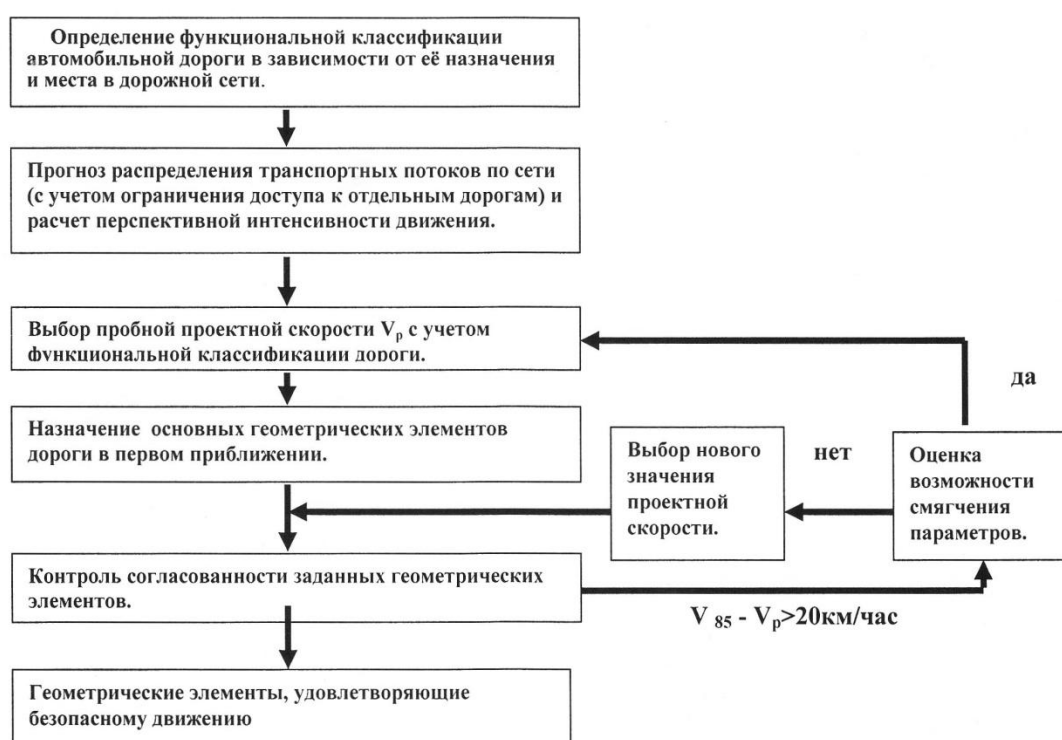 Определение функциональной классификации
автомобильной дороги в зависимости от её назначения
и места в дорожной сети.
Прогноз распределения транспортных потоков по сети
(с учетом ограничения доступа к отдельным дорогам) и
расчет перспективной интенсивности движения.
Выбор пробной проектной скорости Vр с учетом
функциональной классификации дороги.
да
Назначение основных геометрических элементов
дороги в первом приближении.
Выбор нового
значения
проектной
скорости.
нет
Оценка
возможности
смягчения
параметров.
Контроль согласованности заданных геометрических
элементов.
V 85 - Vр>20км/час
Геометрические элементы, удовлетворяющие
безопасному движению